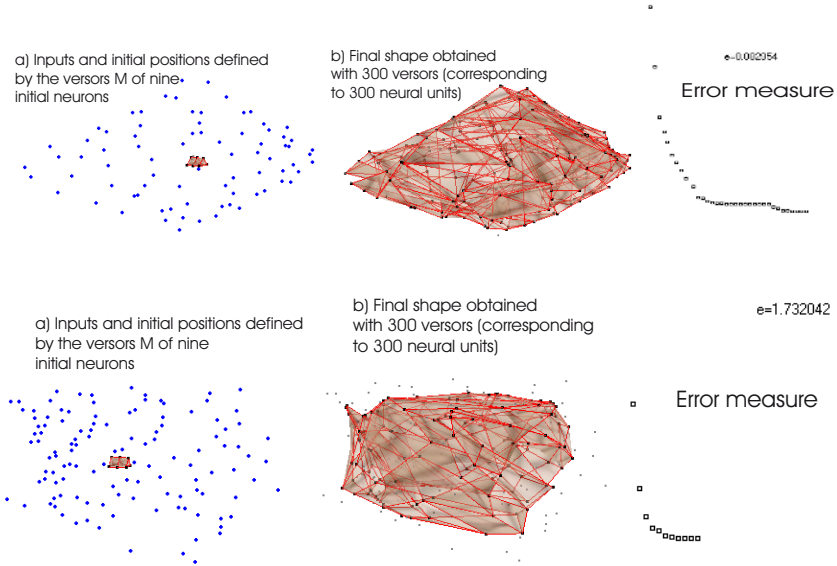 a) Inputs and initial positions defined
by the versors M of nine
initial neurons
b) Final shape obtained
with 300 versors (corresponding
to 300 neural units)
e=0.002954
Error measure
a) Inputs and initial positions defined
by the versors M of nine
initial neurons
b) Final shape obtained
with 300 versors (corresponding
to 300 neural units)
e=1.732042
Error measure